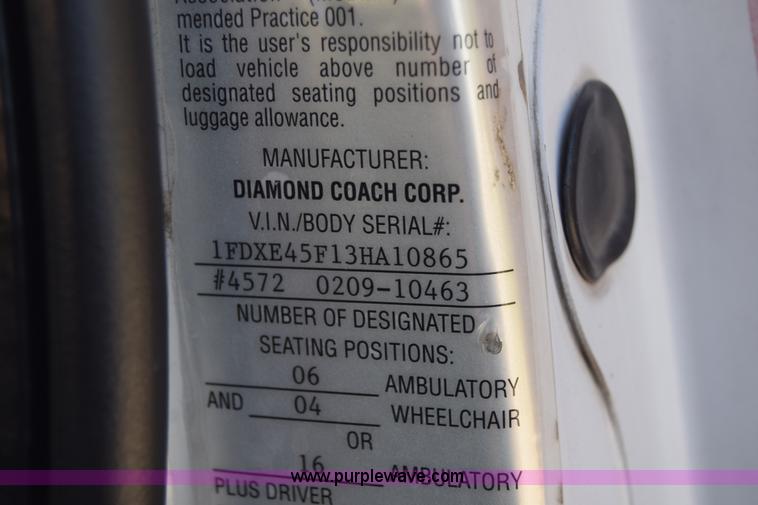 mended Practice 001.
It is the user's responsibility not to
load vehicle above number of
designated seating positions and
luggage allowance.
MANUFACTURER:
DIAMOND COACH CORP.
V.I.N./BODY SERIAL#:
1FDXE45F13HA10865
#4572 0209-10463
NUMBER OF DESIGNATED
SEATING POSITIONS:
06 AMBULATORY
AND 04 WHEELCHAIR
OR
16 AMBULATORY
www.purplewave.com
PLUS DRIVER